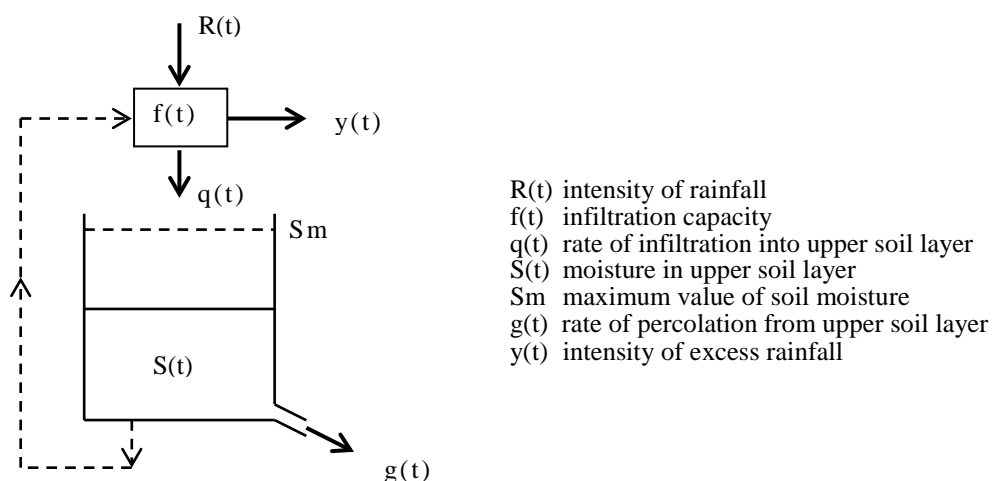 R(t)
f(t)
y(t)
q(t)
Sm
S(t)
g(t)
R(t) intensity of rainfall
f(t) infiltration capacity
q(t) rate of infiltration into upper soil layer
S(t) moisture in upper soil layer
Sm maximum value of soil moisture
g(t) rate of percolation from upper soil layer
y(t) intensity of excess rainfall